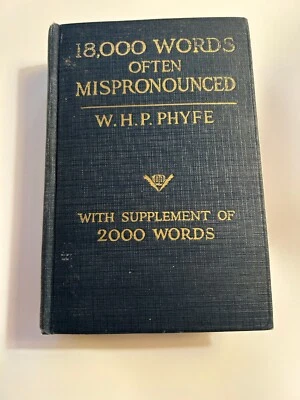 18,000 WORDS
OFTEN
MISPRONOUNCED
W.H.P. PHYFE
WITH SUPPLEMENT OF
2000 WORDS